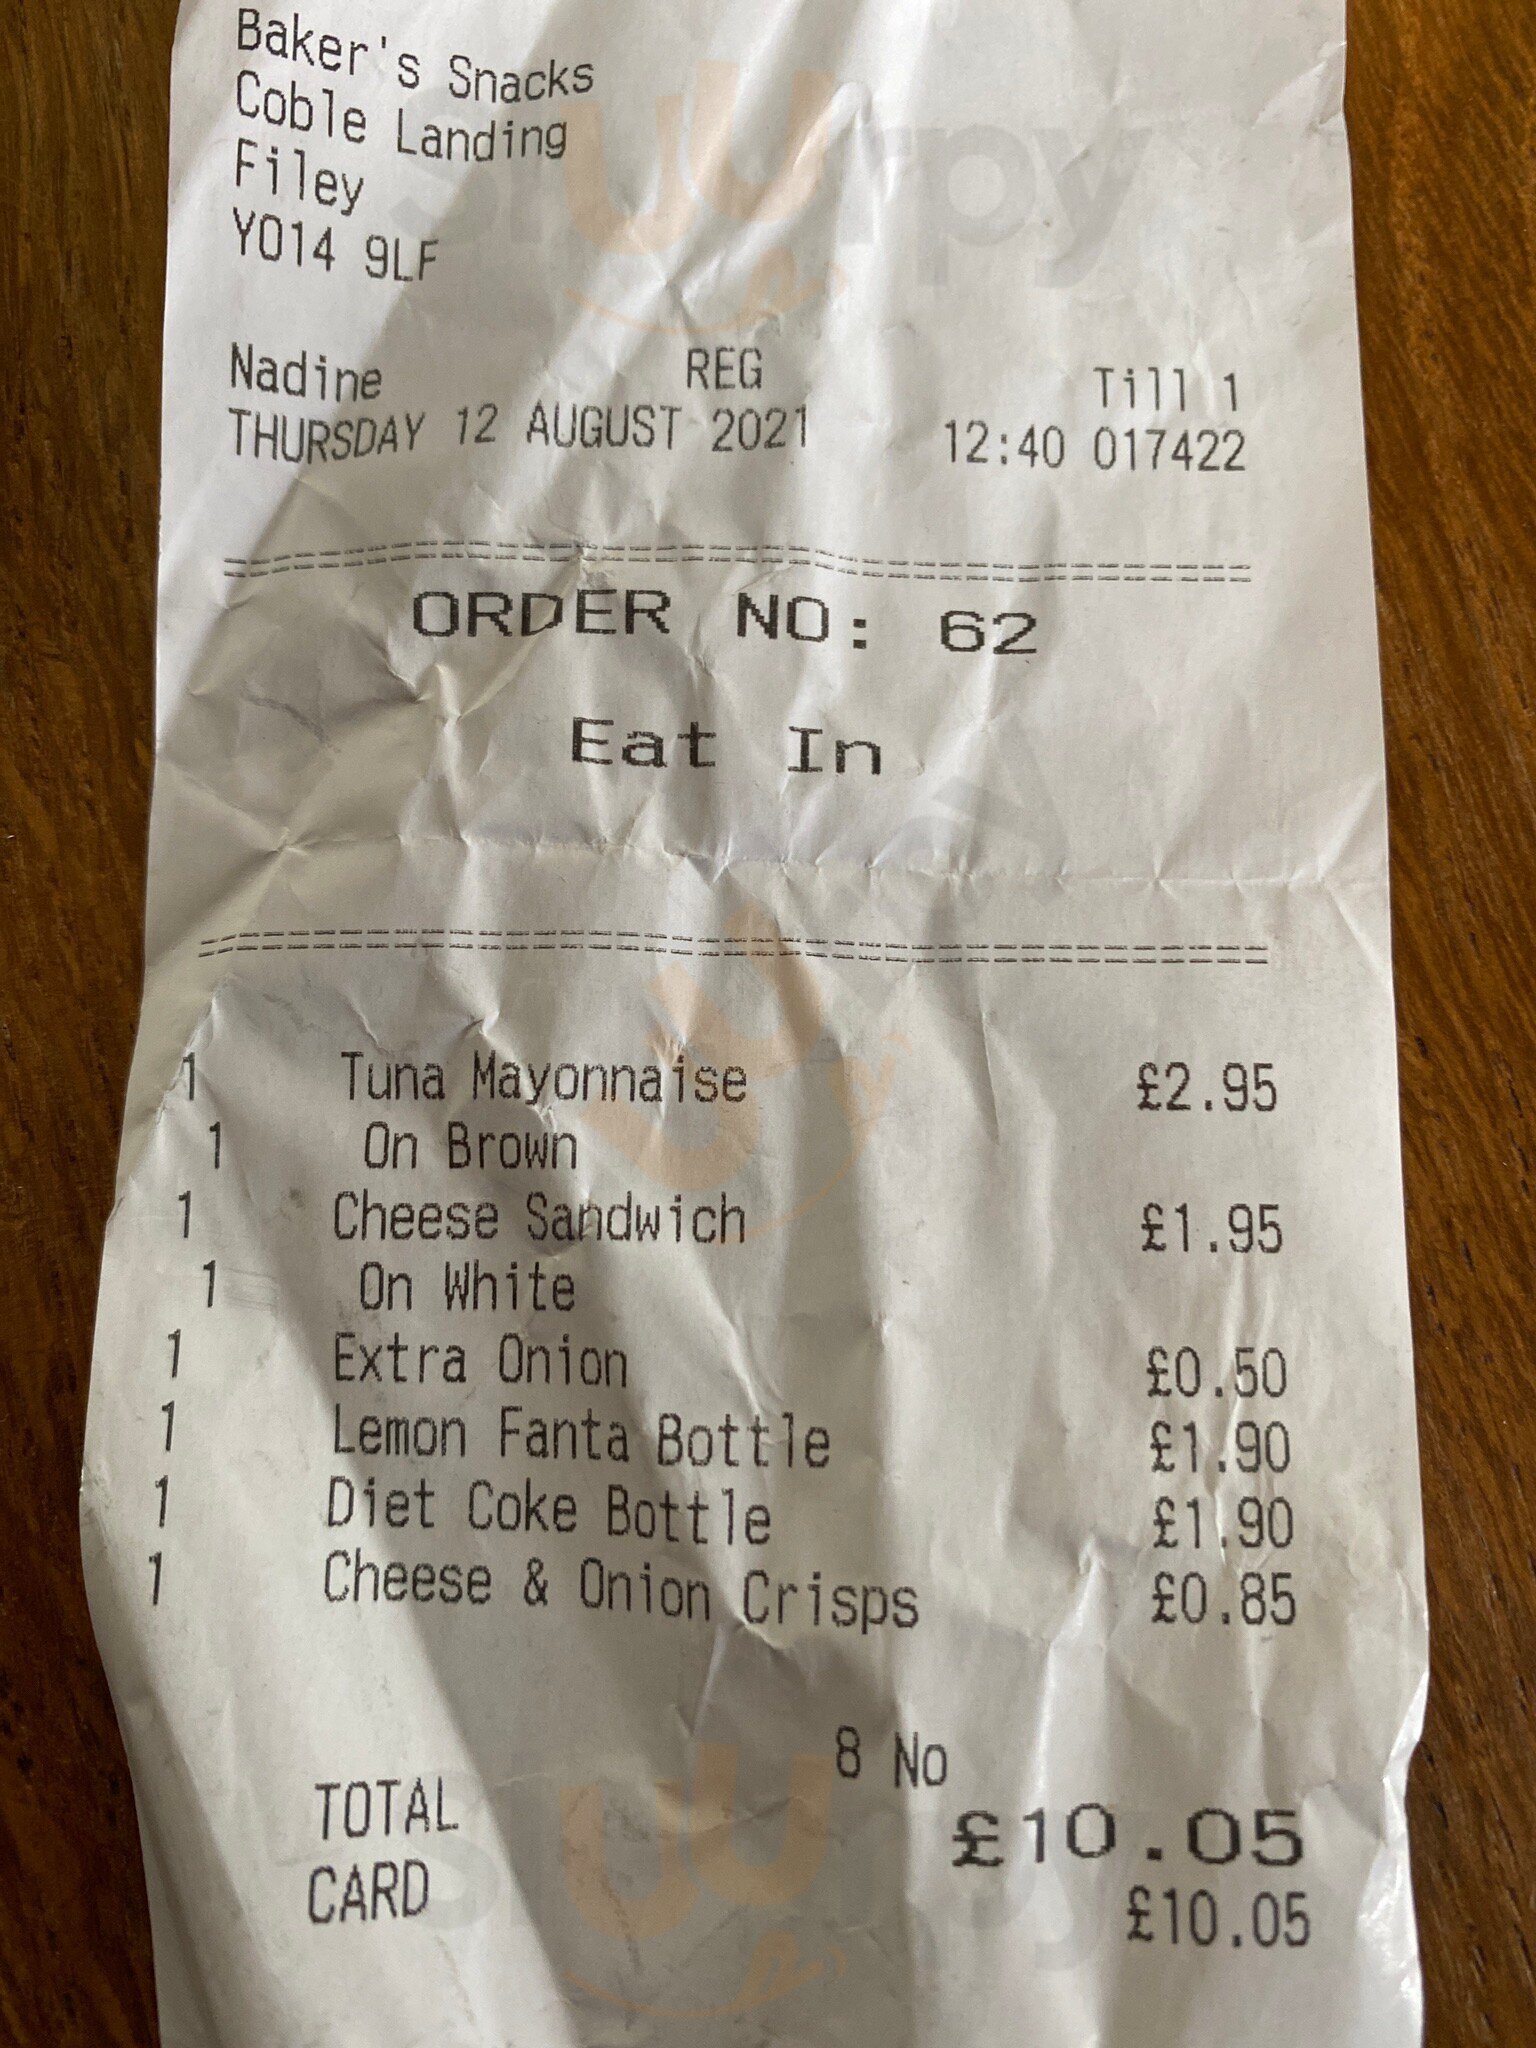 Baker's Snacks
Coble Landing
Filey
YO14 9LF
Nadine REG Till 1
THURSDAY 12 AUGUST 2021 12:40 017422
ORDER NO: 62
Eat In
1 Tuna Mayonnaise £2.95
1 On Brown
1 Cheese Sandwich £1.95
1 On White
1 Extra Onion £0.50
1 Lemon Fanta Bottle £1.90
1 Diet Coke Bottle £1.90
1 Cheese & Onion Crisps £0.85
8 No
TOTAL £10.05
CARD £10.05